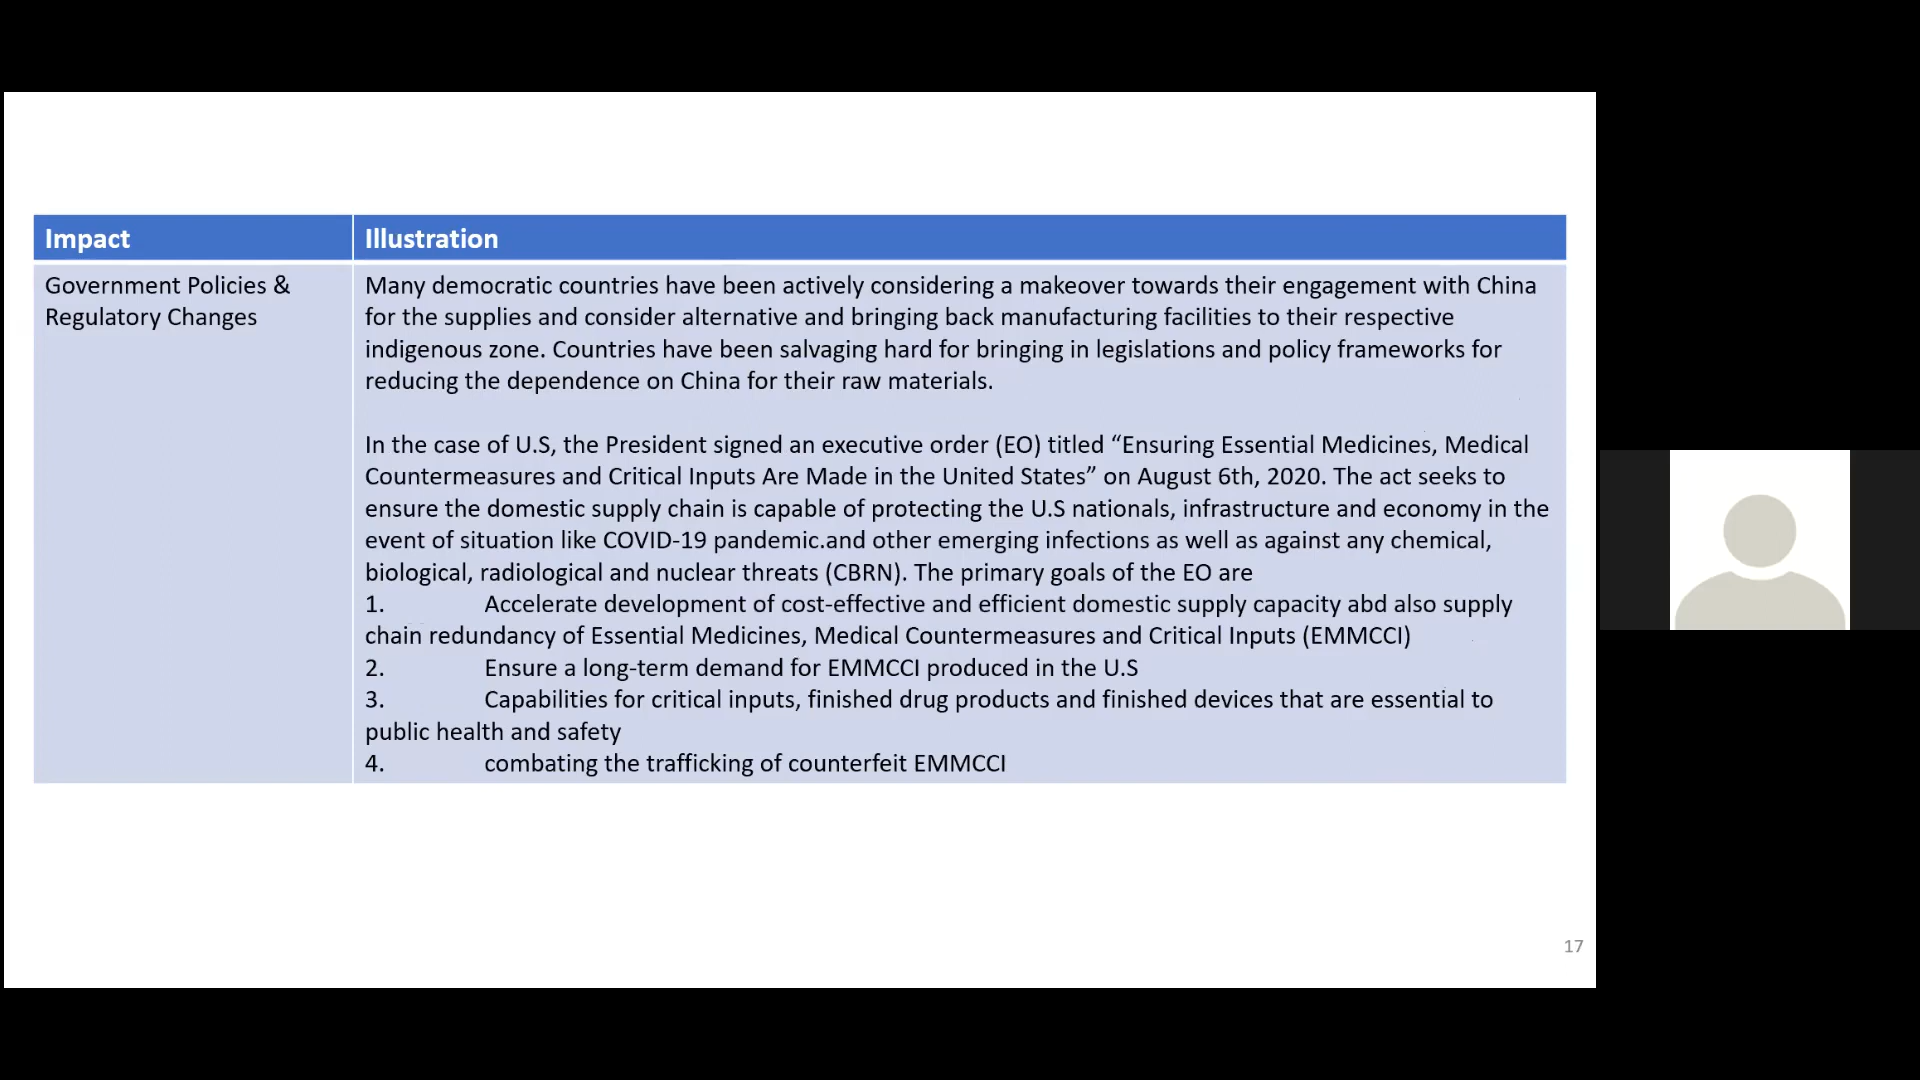 Impact
Illustration
Government Policies &
Regulatory Changes
Many democratic countries have been actively considering a makeover towards their engagement with China
for the supplies and consider alternative and bringing back manufacturing facilities to their respective
indigenous zone. Countries have been salvaging hard for bringing in legislations and policy frameworks for
reducing the dependence on China for their raw materials.
In the case of U.S, the President signed an executive order (EO) titled “Ensuring Essential Medicines, Medical
Countermeasures and Critical Inputs Are Made in the United States” on August 6th, 2020. The act seeks to
ensure the domestic supply chain is capable of protecting the U.S nationals, infrastructure and economy in the
event of situation like COVID-19 pandemic.and other emerging infections as well as against any chemical,
biological, radiological and nuclear threats (CBRN). The primary goals of the EO are
1. Accelerate development of cost-effective and efficient domestic supply capacity abd also supply
chain redundancy of Essential Medicines, Medical Countermeasures and Critical Inputs (EMMCCI)
2. Ensure a long-term demand for EMMCCI produced in the U.S
3. Capabilities for critical inputs, finished drug products and finished devices that are essential to
public health and safety
4. combating the trafficking of counterfeit EMMCCI
17